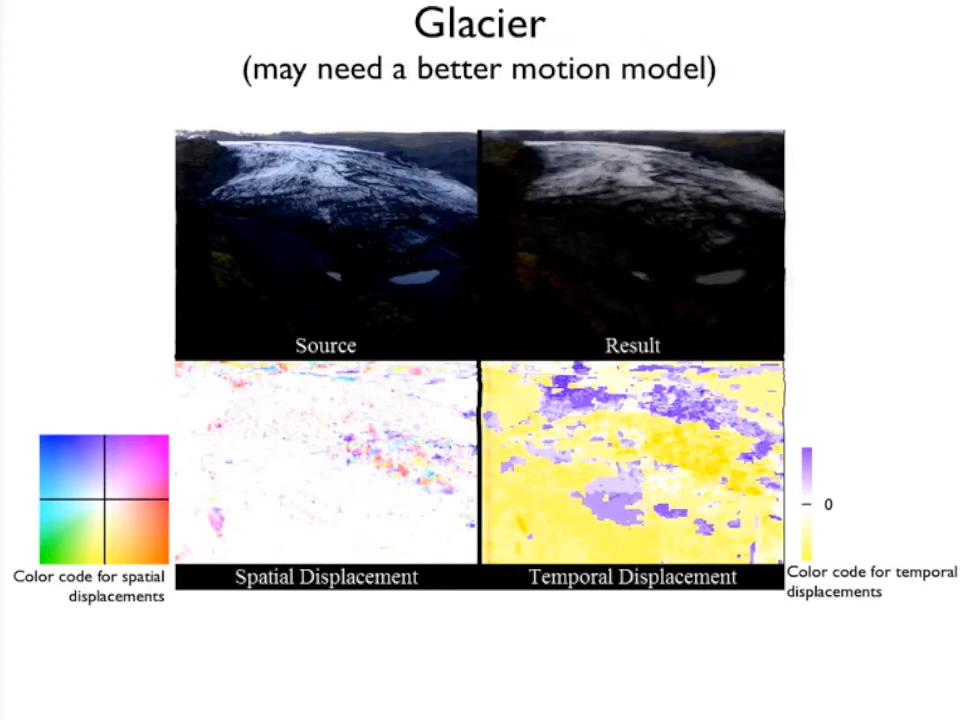 Glacier
(may need a better motion model)
Source
Result
0
Color code for spatial
displacements
Spatial Displacement
Temporal Displacement
Color code for temporal
displacements